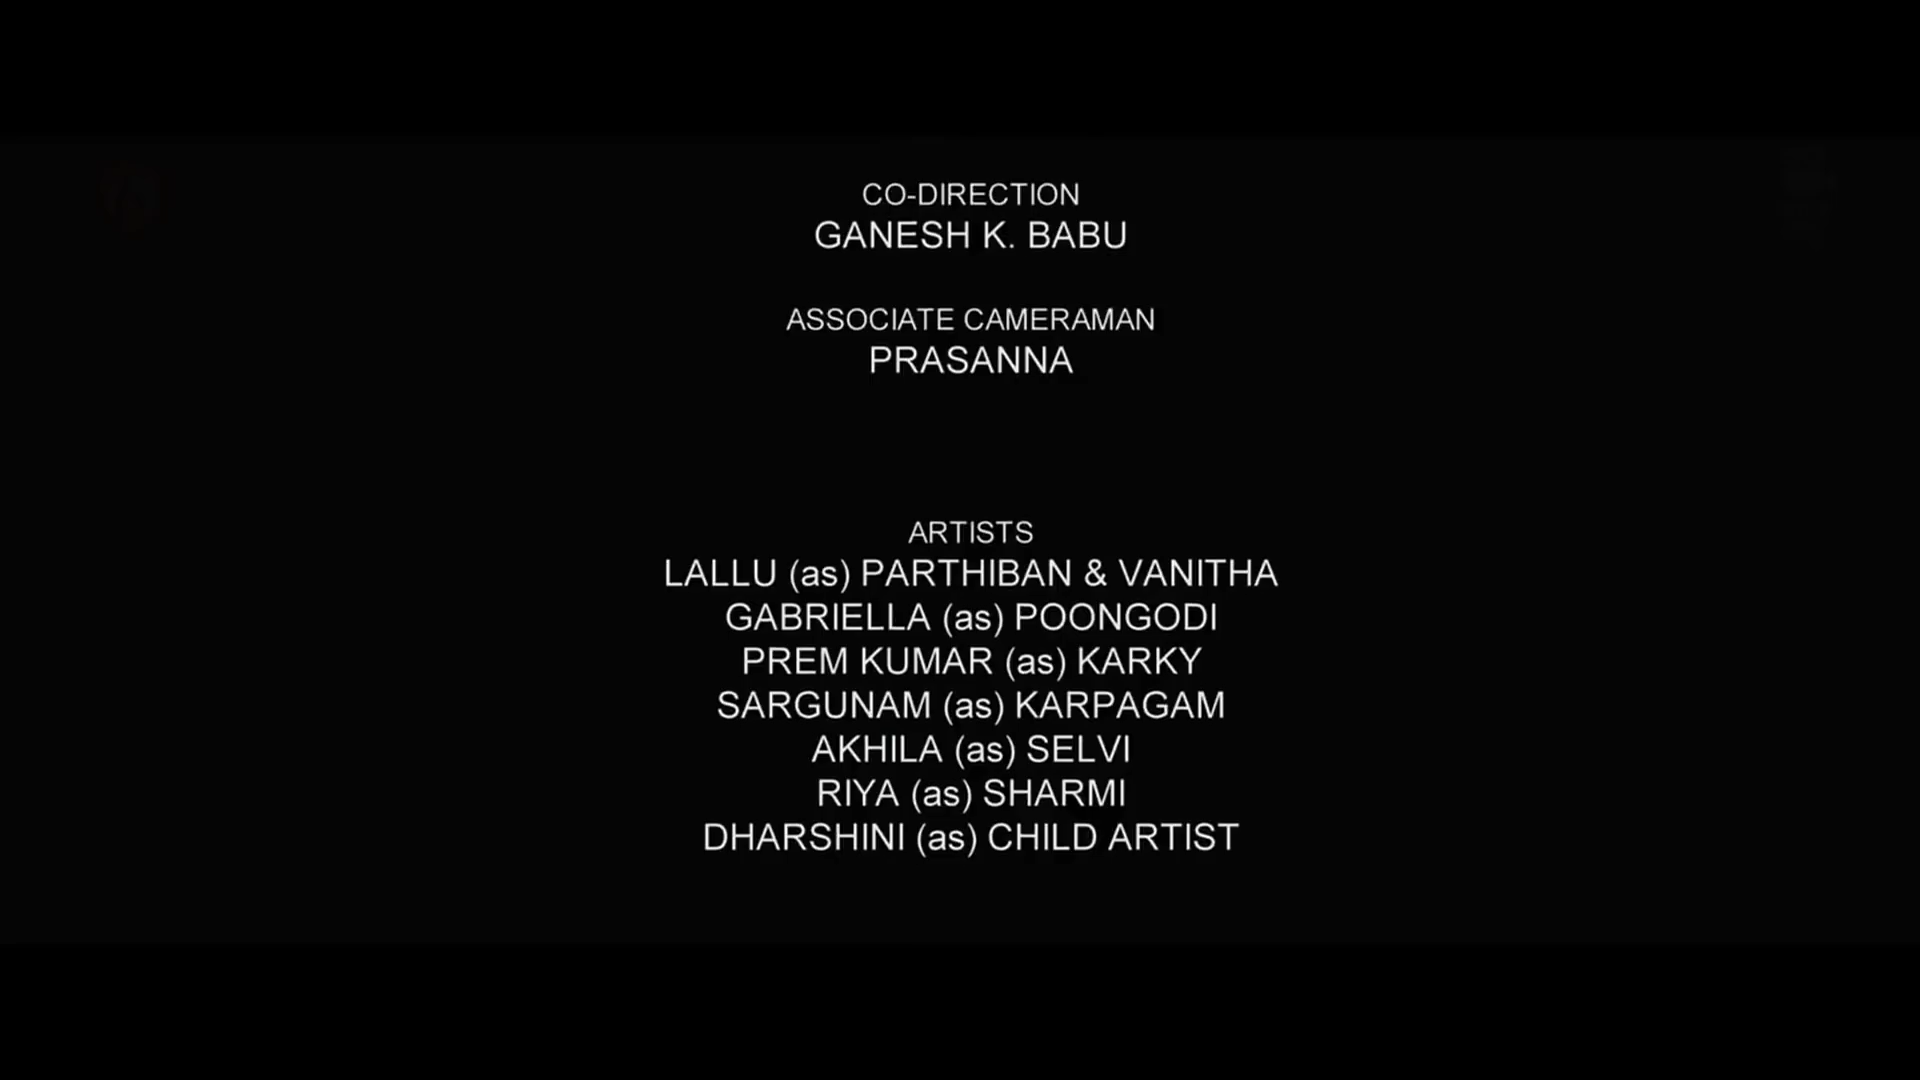 CO-DIRECTION
GANESH K. BABU
ASSOCIATE CAMERAMAN
PRASANNA
ARTISTS
LALLU (as) PARTHIBAN & VANITHA
GABRIELLA (as) POONGODI
PREM KUMAR (as) KARKY
SARGUNAM (as) KARPAGAM
AKHILA (as) SELVI
RIYA (as) SHARMI
DHARSHINI (as) CHILD ARTIST